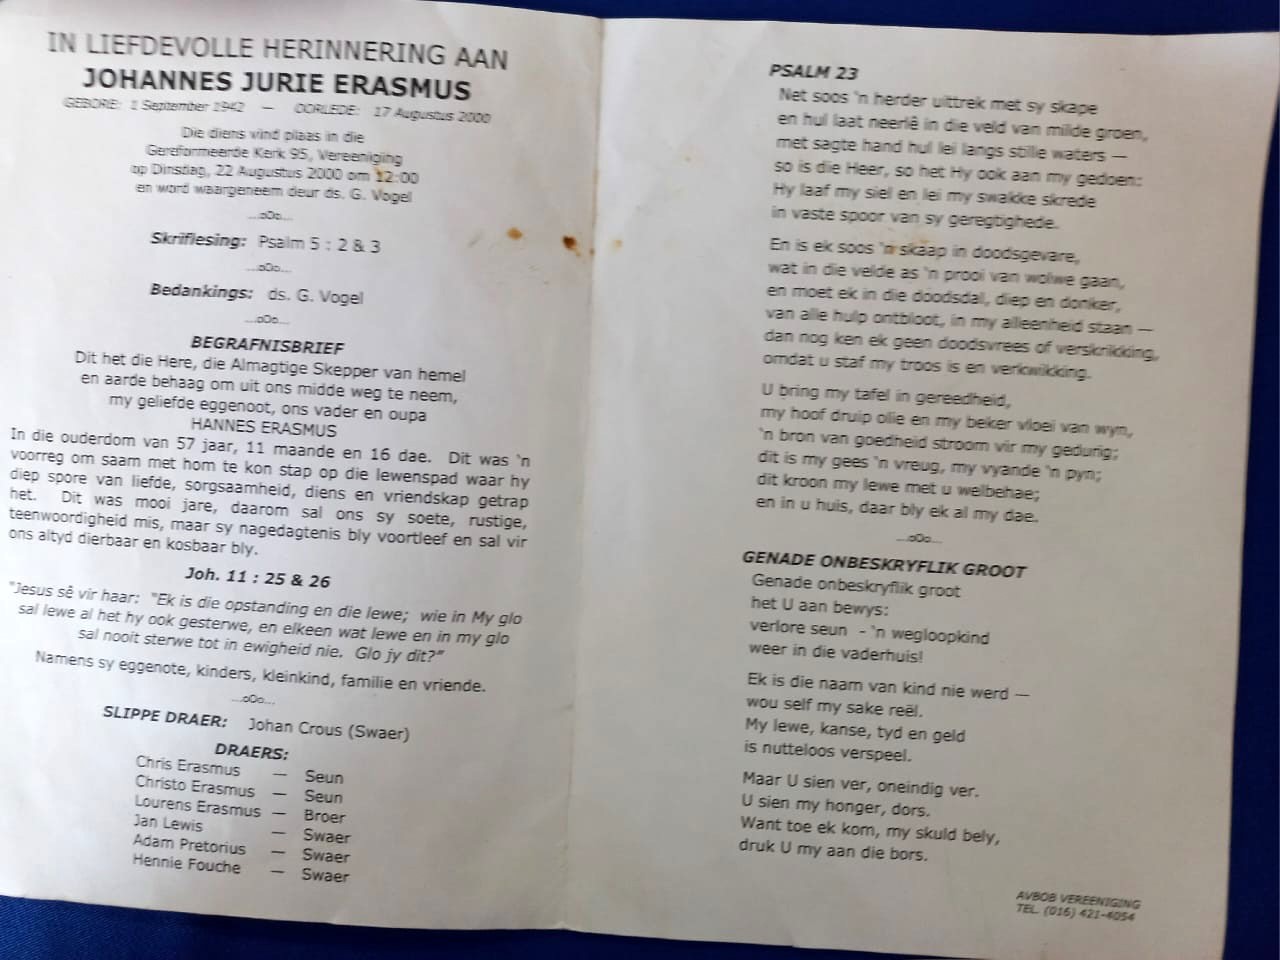 IN LIEFDEVOLLE HERINNERING AAN
JOHANNES JURIE ERASMUS
GEBORE: 1 September 1942 — OORLEDE: 17 Augustus 2000
Die diens vind plaas in die
Gereformeerde Kerk 95, Vereeniging
op Dinsdag, 22 Augustus 2000 om 12:00
en word waargeneem deur ds. G. Vogel
...oOo...
Skriflesing: Psalm 5 : 2 & 3
...oOo...
Bedankings: ds. G. Vogel
...oOo...
BEGRAFNISBRIEF
Dit het die Here, die Almagtige Skepper van hemel
en aarde behaag om uit ons midde weg te neem,
my geliefde eggenoot, ons vader en oupa
HANNES ERASMUS
In die ouderdom van 57 jaar, 11 maande en 16 dae. Dit was 'n
voorreg om saam met hom te kon stap op die lewenspad waar hy
diep spore van liefde, sorgsaamheid, diens en vriendskap getrap
het. Dit was mooi jare, daarom sal ons sy soete, rustige,
teenwoordigheid mis, maar sy nagedagtenis bly voortleef en sal vir
ons altyd dierbaar en kosbaar bly.
Joh. 11 : 25 & 26
"Jesus sê vir haar: "Ek is die opstanding en die lewe; wie in My glo
sal lewe al het hy ook gesterwe, en elkeen wat lewe en in my glo
sal nooit sterwe tot in ewigheid nie. Glo jy dit?"
Namens sy eggenote, kinders, kleinkind, familie en vriende.
...oOo...
SLIPPE DRAER: Johan Crous (Swaer)
DRAERS:
Chris Erasmus — Seun
Christo Erasmus — Seun
Lourens Erasmus — Broer
Jan Lewis — Swaer
Adam Pretorius — Swaer
Hennie Fouche — Swaer
PSALM 23
Net soos 'n herder uittrek met sy skape
en hul laat neerlê in die veld van milde groen,
met sagte hand hul lei langs stille waters —
so is die Heer, so het Hy ook aan my gedoen:
Hy laaf my siel en lei my swakke skrede
in vaste spoor van sy geregtighede.
En is ek soos 'n skaap in doodsgevare,
wat in die velde as 'n prooi van wolwe gaan,
en moet ek in die doodsdal, diep en donker,
van alle hulp ontbloot, in my alleenheid staan —
dan nog ken ek geen doodsvrees of verskrikking,
omdat u staf my troos is en verkwikking.
U bring my tafel in gereedheid,
my hoof druip olie en my beker vloei van wyn,
'n bron van goedheid stroom vir my gedurig;
dit is my gees 'n vreug, my vyande 'n pyn;
dit kroon my lewe met u welbehae;
en in u huis, daar bly ek al my dae.
...oOo...
GENADE ONBESKRYFLIK GROOT
Genade onbeskryflik groot
het U aan bewys:
verlore seun - 'n wegloopkind
weer in die vaderhuis!
Ek is die naam van kind nie werd —
wou self my sake reël.
My lewe, kanse, tyd en geld
is nutteloos verspeel.
Maar U sien ver, oneindig ver.
U sien my honger, dors.
Want toe ek kom, my skuld bely,
druk U my aan die bors.
AVBOB VEREENIGING
TEL. (016) 421-4054